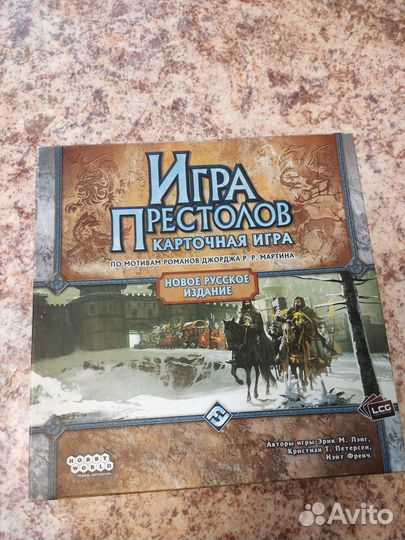 ИГРА
ПРЕСТОЛОВ
КАРТОЧНАЯ ИГРА
ПО МОТИВАМ РОМАНОВ ДЖОРДЖА Р. Р. МАРТИНА
НОВОЕ РУССКОЕ
ИЗДАНИЕ
LCG
Авторы игры Эрик М. Лэнг,
Кристиан Т. Петерсен,
Нэйт Френч
HOBBY
WORLD
Avito